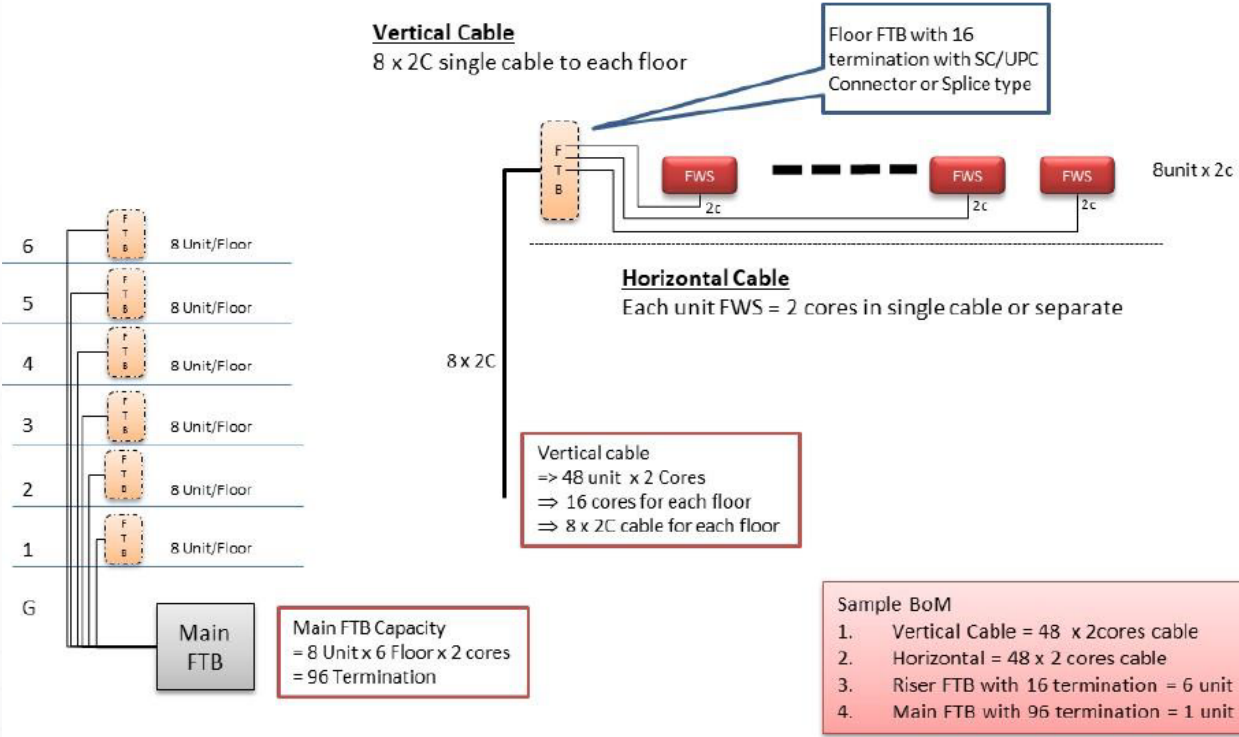 Vertical Cable
8 x 2C single cable to each floor
Floor FTB with 16
termination with SC/UPC
Connector or Splice type
F
T
B
FWS
FWS
FWS
8unit x 2c
2c
2c
2c
Horizontal Cable
Each unit FWS = 2 cores in single cable or separate
8 x 2C
6
F
T
B
8 Unit/Floor
5
F
T
B
8 Unit/Floor
4
F
T
B
8 Unit/Floor
3
F
T
B
8 Unit/Floor
2
F
T
B
8 Unit/Floor
1
F
T
B
8 Unit/Floor
G
Main
FTB
Vertical cable
=> 48 unit x 2 Cores
⇒ 16 cores for each floor
⇒ 8 x 2C cable for each floor
Main FTB Capacity
= 8 Unit x 6 Floor x 2 cores
= 96 Termination
Sample BoM
1. Vertical Cable = 48 x 2cores cable
2. Horizontal = 48 x 2 cores cable
3. Riser FTB with 16 termination = 6 unit
4. Main FTB with 96 termination = 1 unit